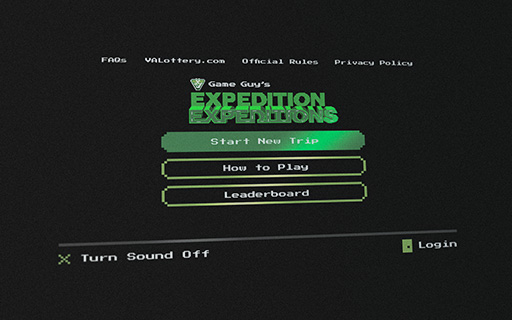 FAQs VALottery.com Official Rules Privacy Policy
Game Guy's
EXPEDITION
EXPEDITIONS
Start New Trip
How to Play
Leaderboard
Turn Sound Off
Login